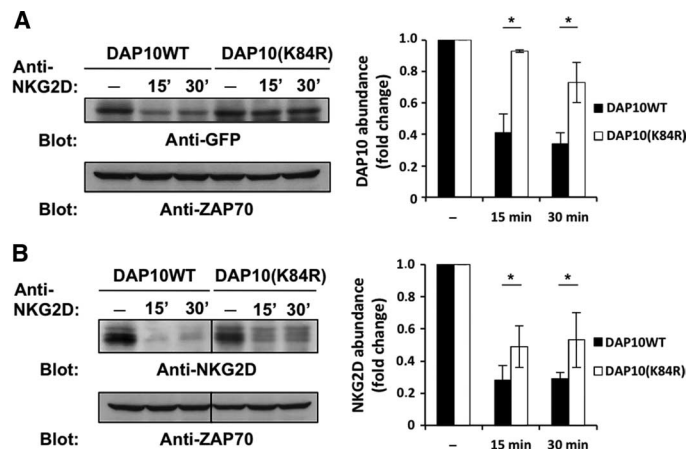 A
DAP10WT DAP10(K84R)
Anti-
NKG2D: – 15’ 30’ – 15’ 30’
Blot: Anti-GFP
Blot: Anti-ZAP70
DAP10 abundance
(fold change)
1.0
0.8
0.6
0.4
0.2
0
* *
– 15 min 30 min
DAP10WT
DAP10(K84R)
B
DAP10WT DAP10(K84R)
Anti-
NKG2D: – 15’ 30’ – 15’ 30’
Blot: Anti-NKG2D
Blot: Anti-ZAP70
NKG2D abundance
(fold change)
1.0
0.8
0.6
0.4
0.2
0
* *
– 15 min 30 min
DAP10WT
DAP10(K84R)